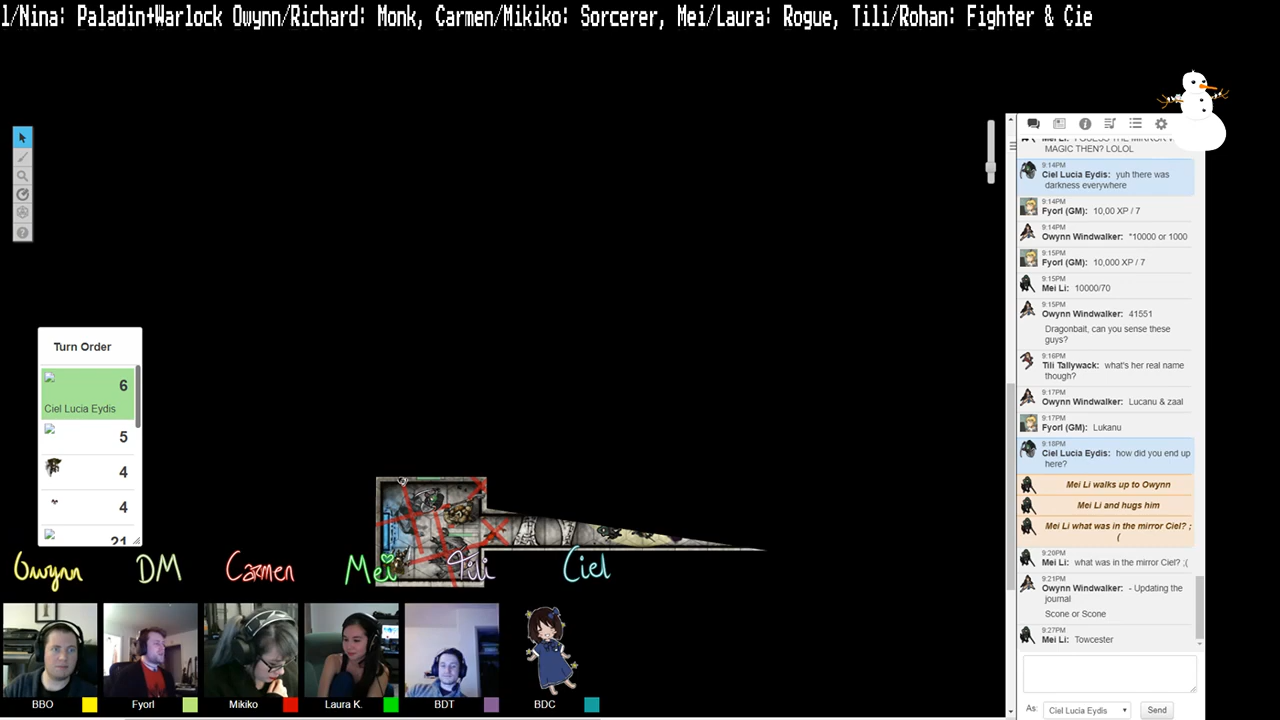 l/Nina: Paladin+Warlock Owynn/Richard: Monk, Carmen/Mikiko: Sorcerer, Mei/Laura: Rogue, Tili/Rohan: Fighter & Cie
MAGIC THEN? LOLOL
9:14PM
Ciel Lucia Eydis: yuh there was
darkness everywhere
9:14PM
Fyorl (GM): 10,00 XP / 7
9:14PM
Owynn Windwalker: *10000 or 1000
9:15PM
Fyorl (GM): 10,000 XP / 7
9:15PM
Mei Li: 10000/70
9:15PM
Owynn Windwalker: 41551
Dragonbait, can you sense these
guys?
9:16PM
Tili Tallywack: what's her real name
though?
9:17PM
Owynn Windwalker: Lucanu & zaal
9:17PM
Fyorl (GM): Lukanu
9:18PM
Ciel Lucia Eydis: how did you end up
here?
Mei Li walks up to Owynn
Mei Li and hugs him
Mei Li what was in the mirror Ciel? ;
(
9:20PM
Mei Li: what was in the mirror Ciel? ;(
9:21PM
Owynn Windwalker: - Updating the
journal
Scone or Scone
9:27PM
Mei Li: Towcester
As: Ciel Lucia Eydis
Send
Turn Order
6
Ciel Lucia Eydis
5
4
4
21
Owynn DM Carmen Mei Tili Ciel
BBO Fyorl Mikiko Laura K. BDT BDC